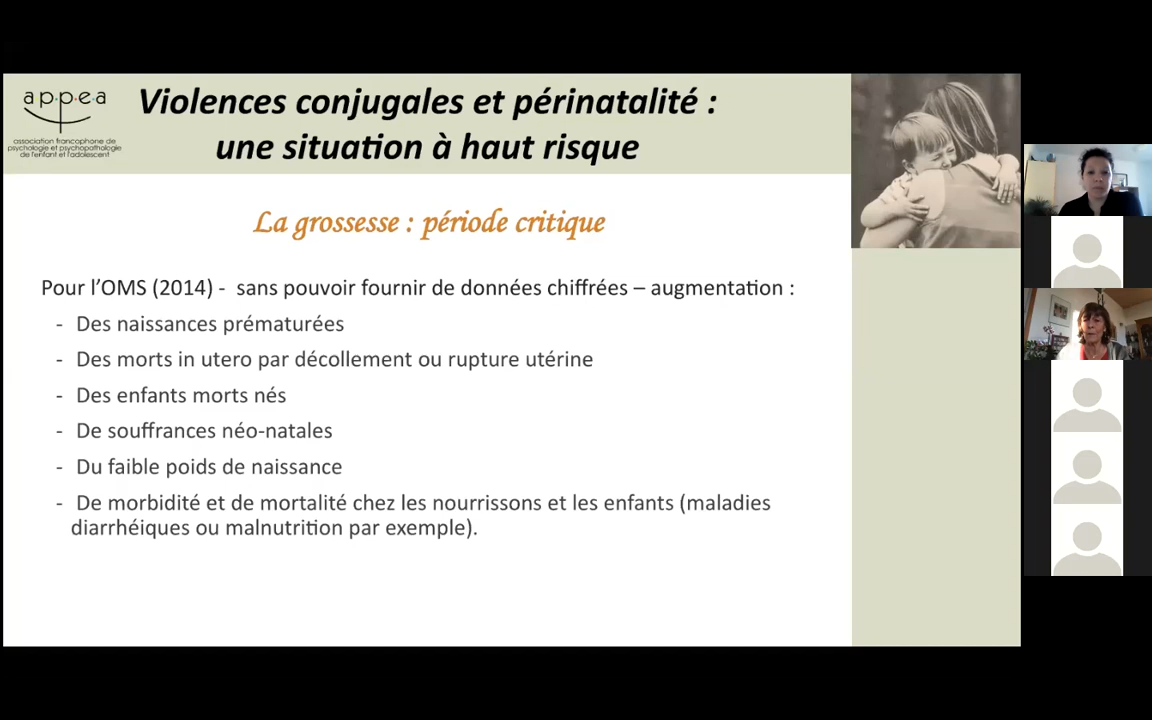 appea
association francophone de
psychologie et psychopathologie
de l'enfant et l'adolescent
Violences conjugales et périnatalité :
une situation à haut risque
La grossesse : période critique
Pour l'OMS (2014) - sans pouvoir fournir de données chiffrées – augmentation :
- Des naissances prématurées
- Des morts in utero par décollement ou rupture utérine
- Des enfants morts nés
- De souffrances néo-natales
- Du faible poids de naissance
- De morbidité et de mortalité chez les nourrissons et les enfants (maladies
diarrhéiques ou malnutrition par exemple).